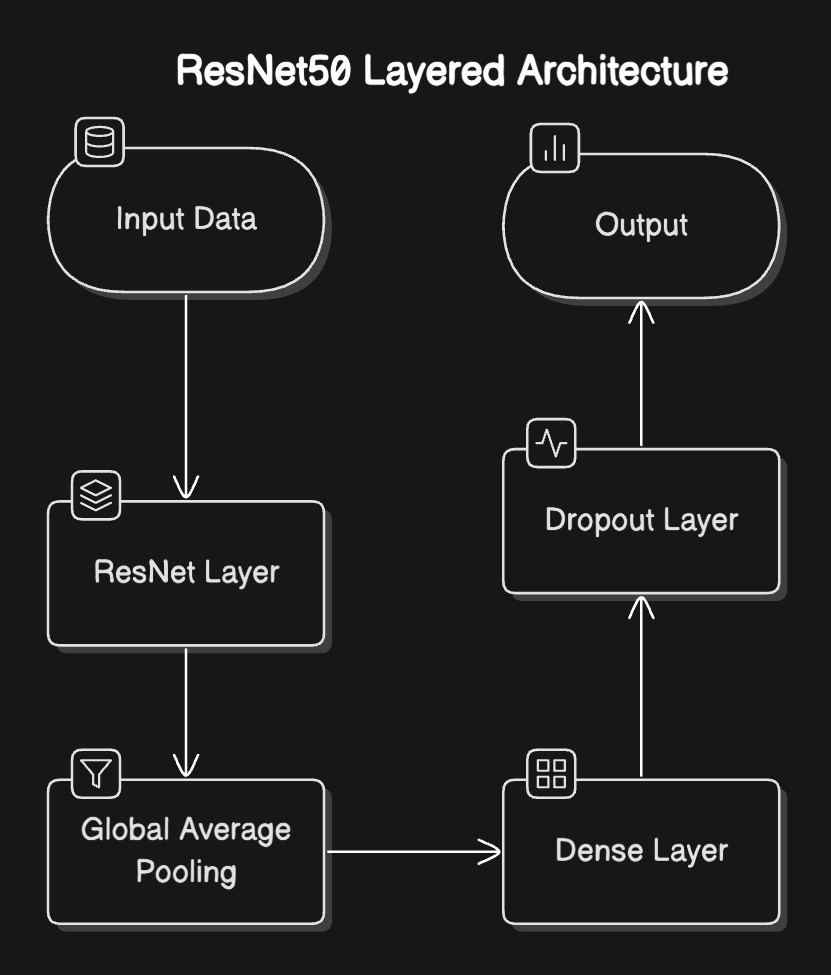 ResNet50 Layered Architecture
Input Data
ResNet Layer
Global Average
Pooling
Dense Layer
Dropout Layer
Output